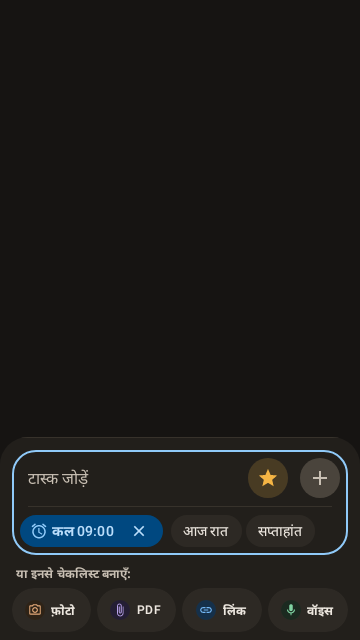 टास्क जोड़ें
कल 09:00 आज रात सप्ताहांत
या इनसे चेकलिस्ट बनाएँ:
फ़ोटो PDF लिंक वॉइस